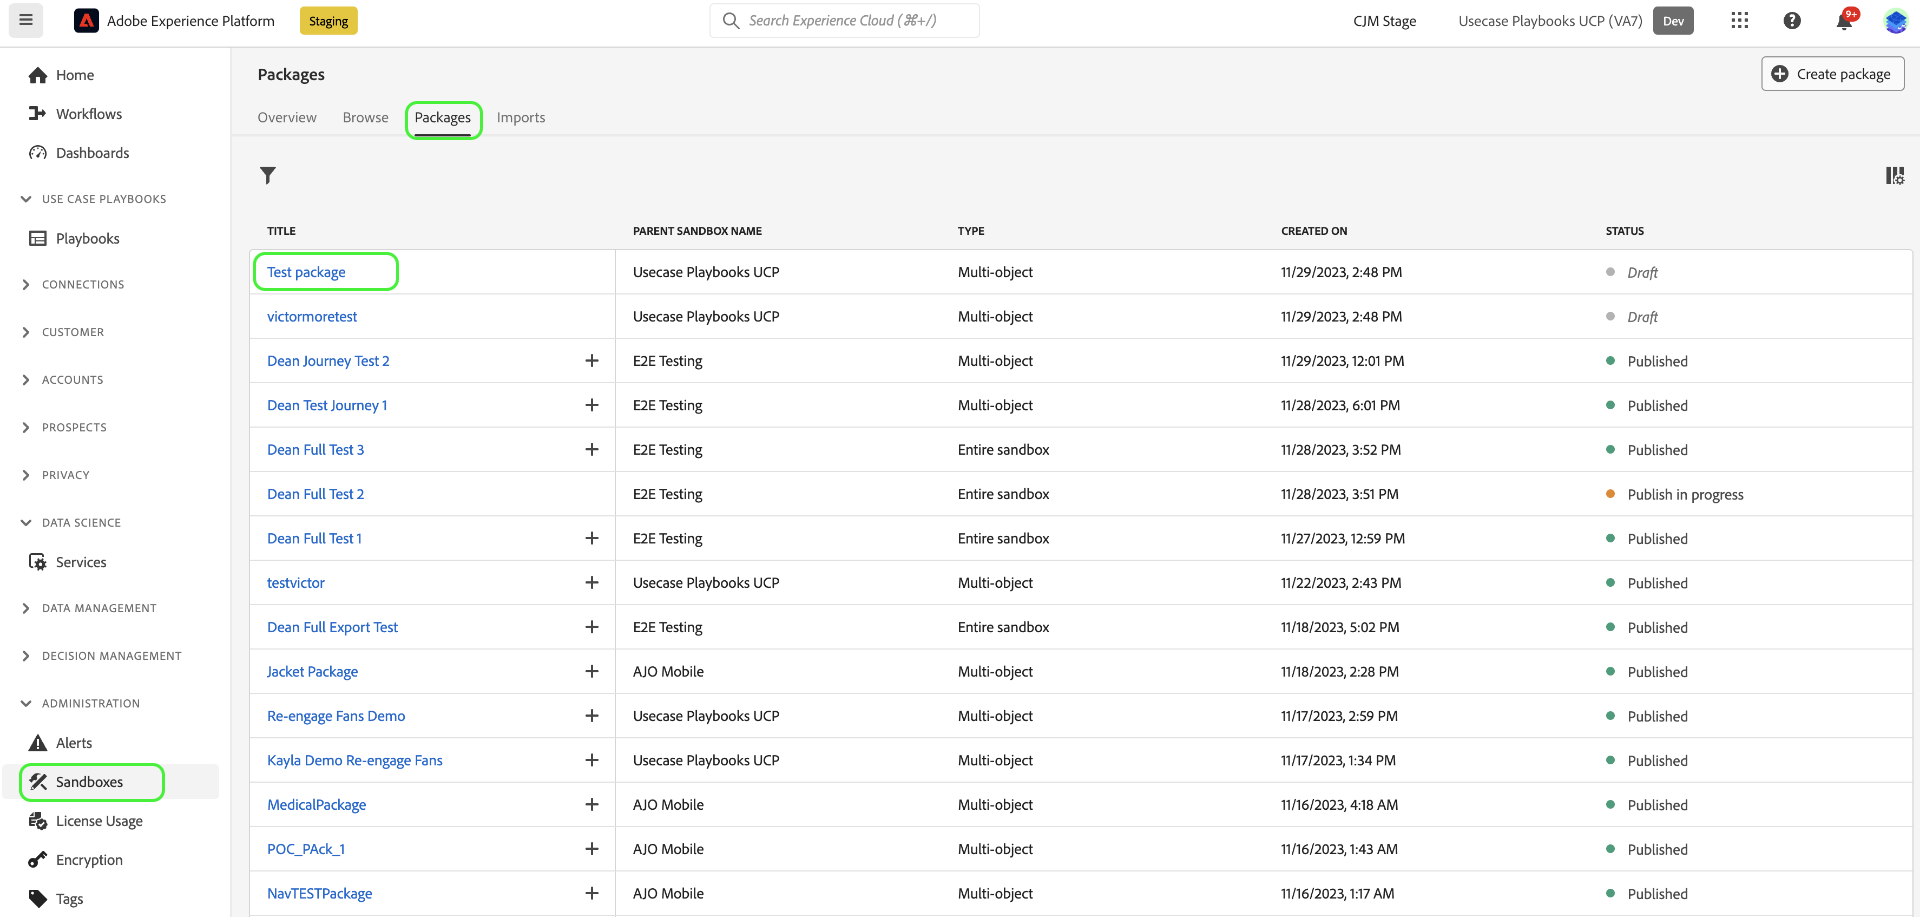 Adobe Experience Platform
Staging
Search Experience Cloud (⌘+/)
CJM Stage
Usecase Playbooks UCP (VA7)
Dev
9+
Home
Workflows
Dashboards
USE CASE PLAYBOOKS
Playbooks
CONNECTIONS
CUSTOMER
ACCOUNTS
PROSPECTS
PRIVACY
DATA SCIENCE
Services
DATA MANAGEMENT
DECISION MANAGEMENT
ADMINISTRATION
Alerts
Sandboxes
License Usage
Encryption
Tags
Packages
Create package
Overview Browse Packages Imports
TITLE PARENT SANDBOX NAME TYPE CREATED ON STATUS
Test package Usecase Playbooks UCP Multi-object 11/29/2023, 2:48 PM Draft
victormoretest Usecase Playbooks UCP Multi-object 11/29/2023, 2:48 PM Draft
Dean Journey Test 2 E2E Testing Multi-object 11/29/2023, 12:01 PM Published
Dean Test Journey 1 E2E Testing Multi-object 11/28/2023, 6:01 PM Published
Dean Full Test 3 E2E Testing Entire sandbox 11/28/2023, 3:52 PM Published
Dean Full Test 2 E2E Testing Entire sandbox 11/28/2023, 3:51 PM Publish in progress
Dean Full Test 1 E2E Testing Entire sandbox 11/27/2023, 12:59 PM Published
testvictor Usecase Playbooks UCP Multi-object 11/22/2023, 2:43 PM Published
Dean Full Export Test E2E Testing Entire sandbox 11/18/2023, 5:02 PM Published
Jacket Package AJO Mobile Multi-object 11/18/2023, 2:28 PM Published
Re-engage Fans Demo Usecase Playbooks UCP Multi-object 11/17/2023, 2:59 PM Published
Kayla Demo Re-engage Fans Usecase Playbooks UCP Multi-object 11/17/2023, 1:34 PM Published
MedicalPackage AJO Mobile Multi-object 11/16/2023, 4:18 AM Published
POC_PAck_1 AJO Mobile Multi-object 11/16/2023, 1:43 AM Published
NavTESTPackage AJO Mobile Multi-object 11/16/2023, 1:17 AM Published